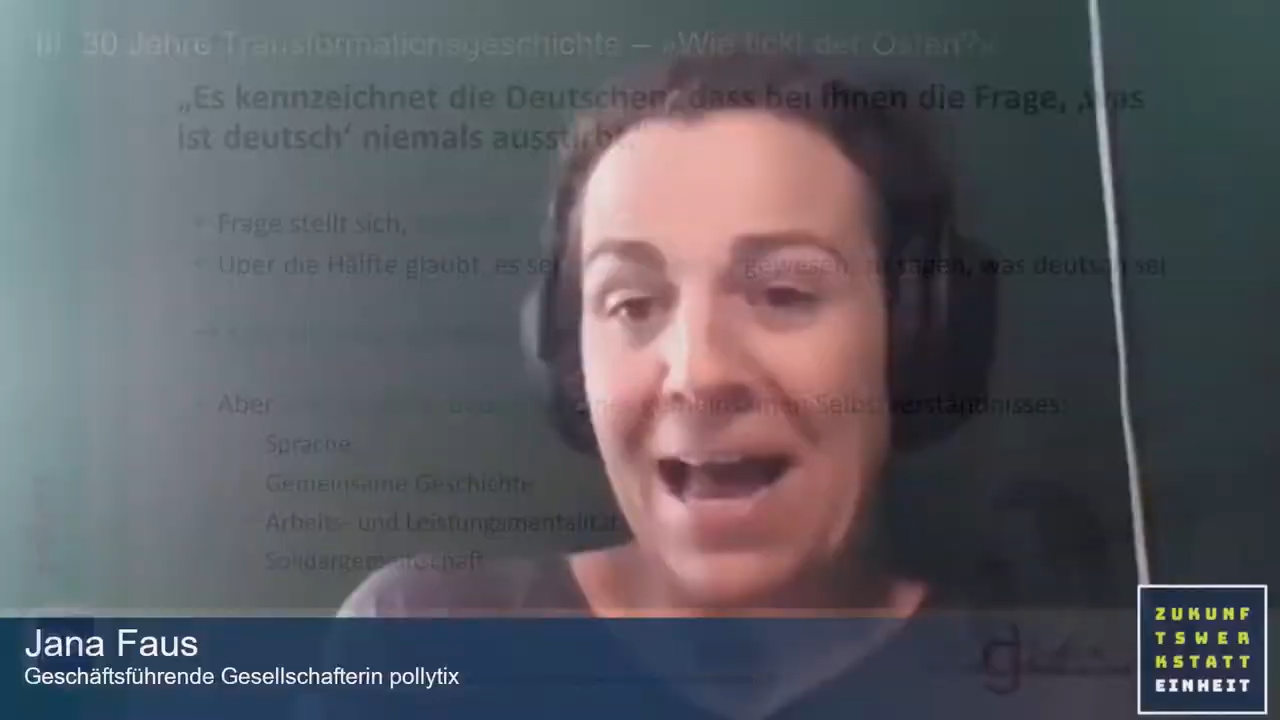 III. 30 Jahre Transformationsgeschichte – »Wie tickt der Osten?«
„Es kennzeichnet die Deutschen, dass bei ihnen die Frage, ‚was
ist deutsch‘ niemals ausstirbt.“
Frage stellt sich,
Über die Hälfte glaubt, es sei gewesen, zu sagen, was deutsch sei
Aber gemeinsamen Selbstverständnisses:
Sprache
Gemeinsame Geschichte
Arbeits- und Leistungsmentalität
Solidargemeinschaft
Jana Faus
Geschäftsführende Gesellschafterin pollytix
ZUKUNF
TSWER
KSTATT
EINHEIT